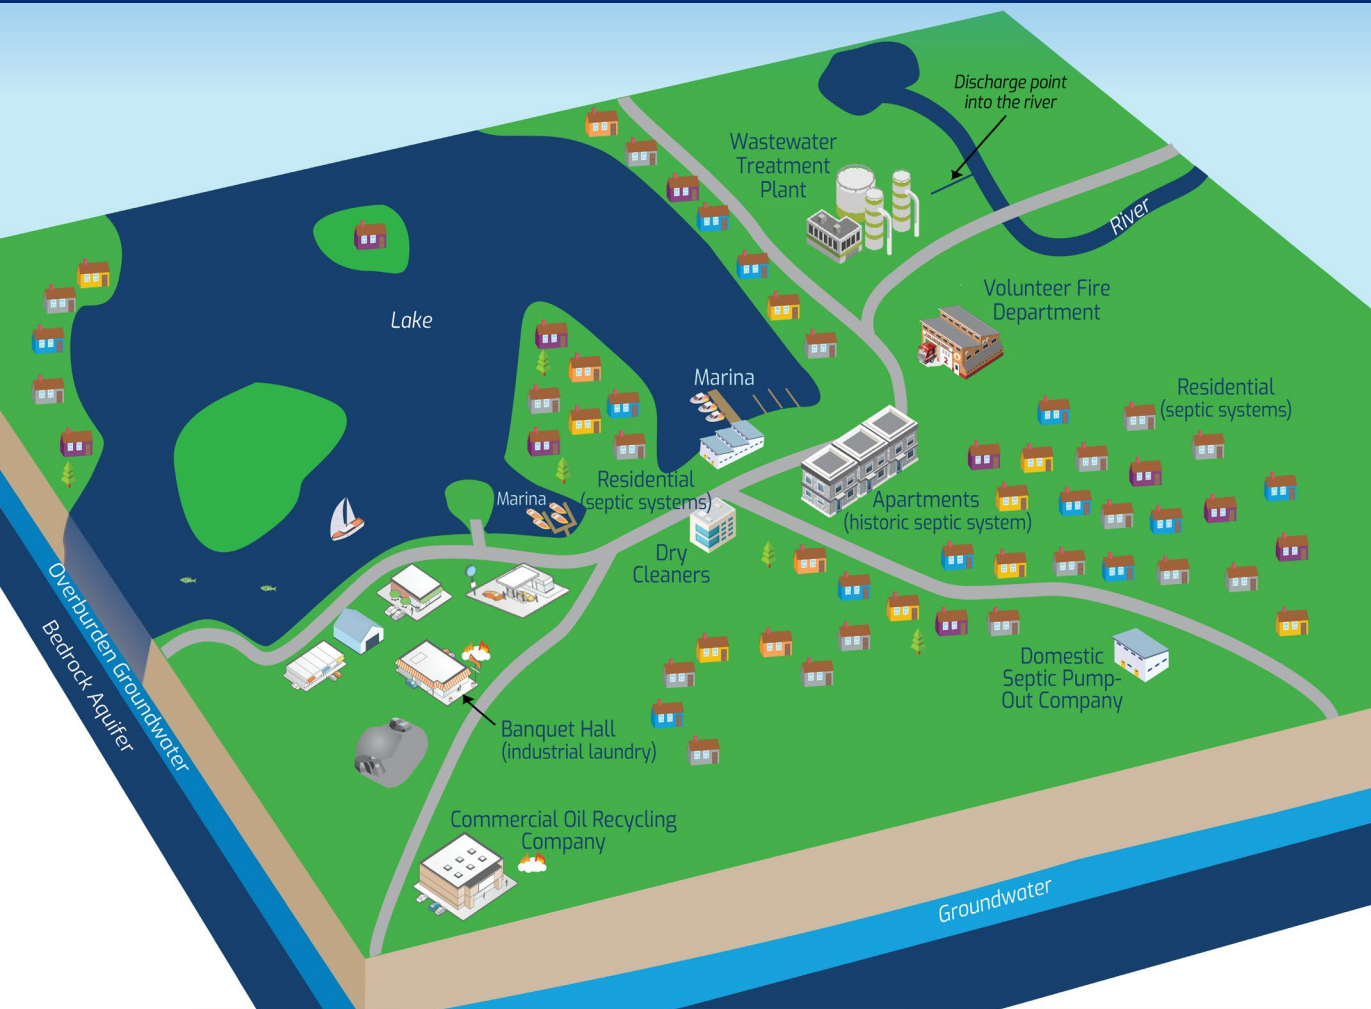 Discharge point
into the river
Wastewater
Treatment
Plant
River
Volunteer Fire
Department
Lake
Marina
Residential
(septic systems)
Residential
(septic systems)
Marina
Apartments
(historic septic system)
Dry
Cleaners
Overburden Groundwater
Bedrock Aquifer
Domestic
Septic Pump-
Out Company
Banquet Hall
(industrial laundry)
Commercial Oil Recycling
Company
Groundwater